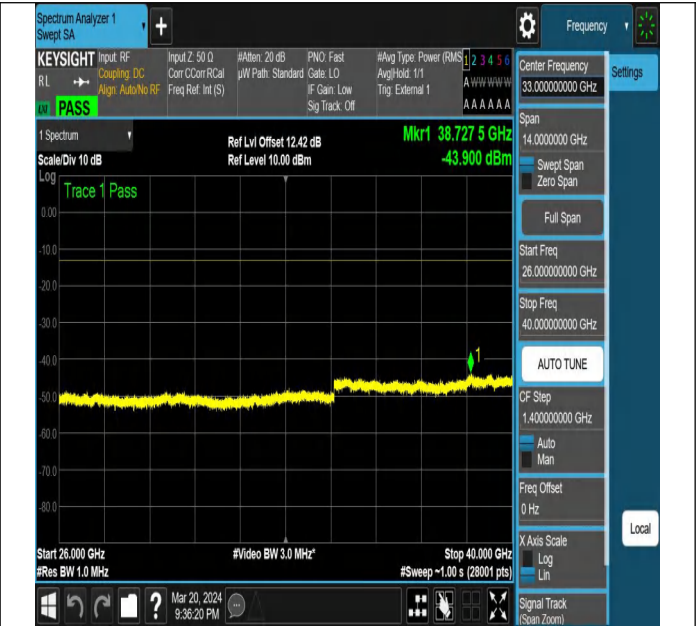 Spectrum Analyzer 1
Swept SA
+
Frequency
KEYSIGHT
RL
PASS
Input: RF
Coupling: DC
Align: Auto/No RF
Input Z: 50 Ω
Corr CCorr RCal
Freq Ref: Int (S)
#Atten: 20 dB
µW Path: Standard
PNO: Fast
Gate: LO
IF Gain: Low
Sig Track: Off
#Avg Type: Power (RMS
Avg|Hold: 1/1
Trig: External 1
1 2 3 4 5 6
A W W W W W
A A A A A A
1 Spectrum
Scale/Div 10 dB
Ref Lvl Offset 12.42 dB
Ref Level 10.00 dBm
Mkr1 38.727 5 GHz
-43.900 dBm
Log
Trace 1 Pass
0.00
-10.0
-20.0
-30.0
-40.0
-50.0
-60.0
-70.0
-80.0
1
Start 26.000 GHz
#Res BW 1.0 MHz
#Video BW 3.0 MHz*
Stop 40.000 GHz
#Sweep ~1.00 s (28001 pts)
?
Mar 20, 2024
9:36:20 PM
Center Frequency
33.00000000 GHz
Settings
Span
14.0000000 GHz
Swept Span
Zero Span
Full Span
Start Freq
26.000000000 GHz
Stop Freq
40.000000000 GHz
AUTO TUNE
CF Step
1.400000000 GHz
Auto
Man
Freq Offset
0 Hz
X Axis Scale
Log
Lin
Local
Signal Track
(Span Zoom)